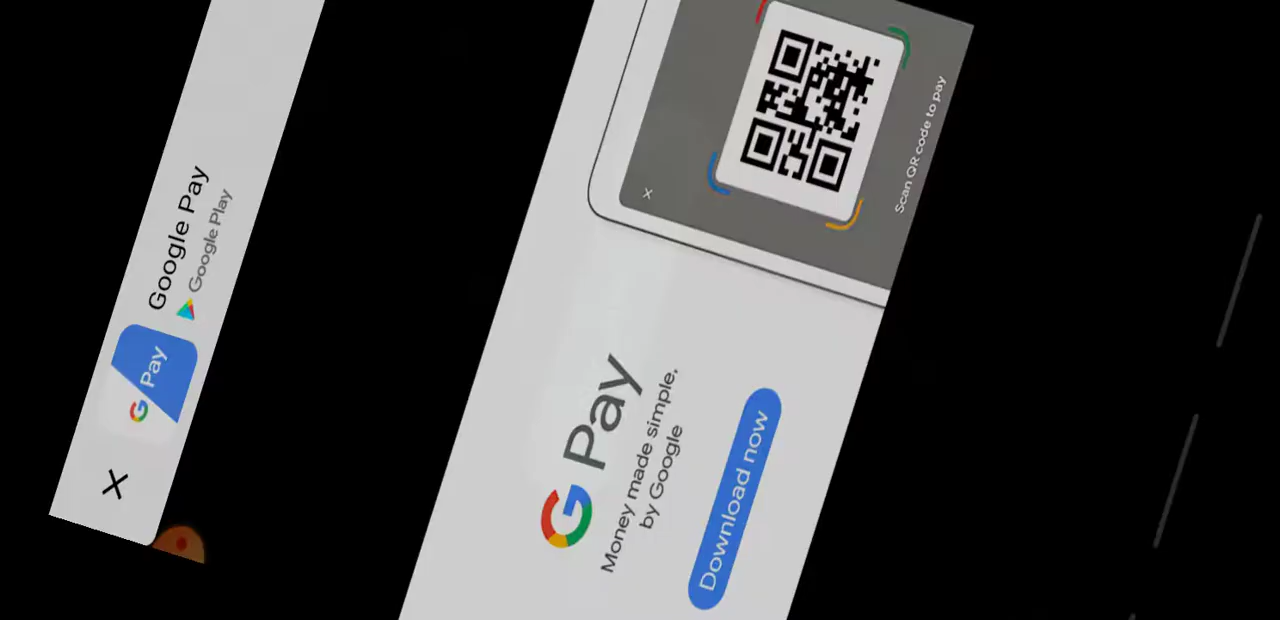 Google Pay
Google Play
G Pay
G Pay
Money made simple,
by Google
Download now
Scan QR code to pay